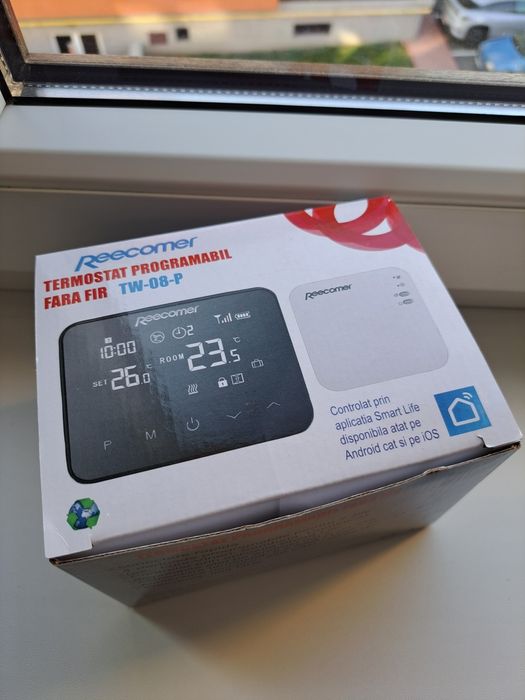 Reecomer
TERMOSTAT PROGRAMABIL
FARA FIR TW-08-P
Reecomer
10:00
2
SET 26.0 °C
ROOM 23.5 °C
P M
Reecomer
Controlat prin
aplicatia Smart Life
disponibila atat pe
Android cat si pe iOS